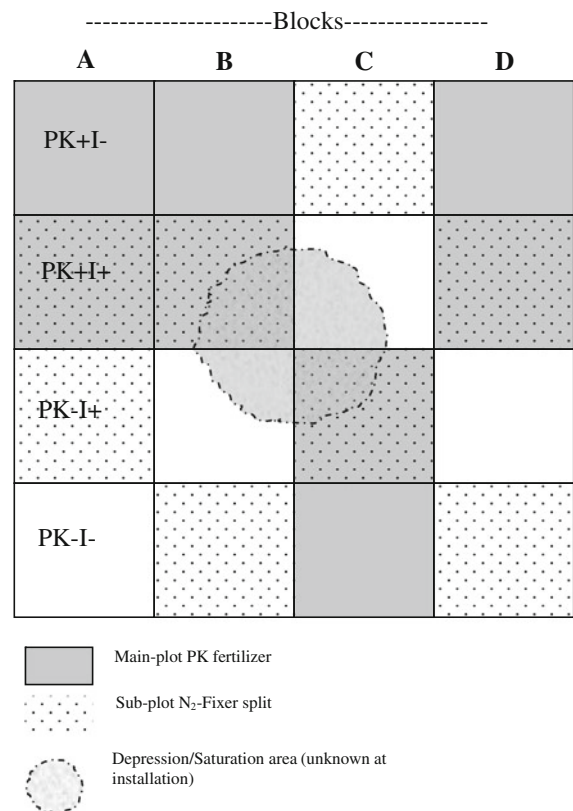 ----------------------Blocks----------------
A B C D
PK+I-
PK+I+
PK-I+
PK-I-
Main-plot PK fertilizer
Sub-plot N₂-Fixer split
Depression/Saturation area (unknown at
installation)